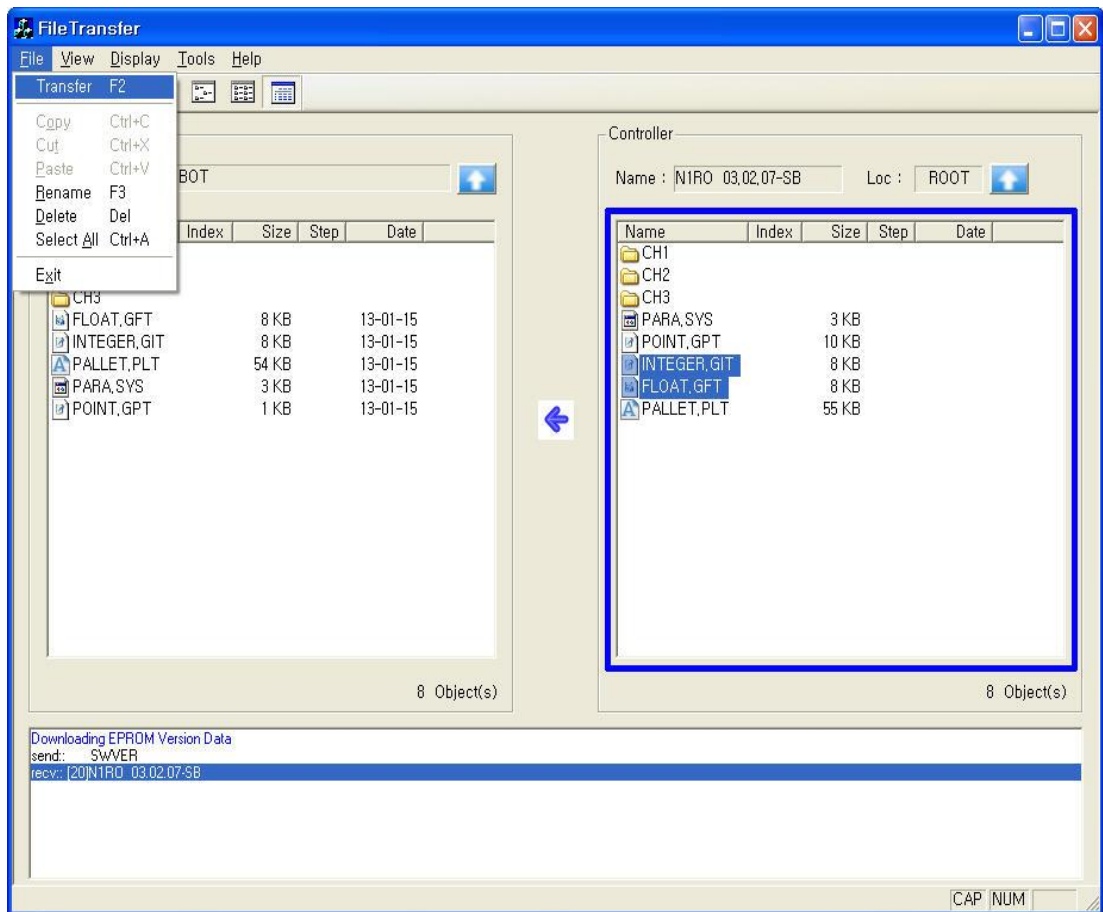 FileTransfer
File View Display Tools Help
Transfer F2
Copy Ctrl+C
Cut Ctrl+X
Paste Ctrl+V
Rename F3
Delete Del
Select All Ctrl+A
Exit
BOT
Index Size Step Date
CH3
FLOAT,GFT 8 KB 13-01-15
INTEGER,GIT 8 KB 13-01-15
PALLET,PLT 54 KB 13-01-15
PARA,SYS 3 KB 13-01-15
POINT,GPT 1 KB 13-01-15
8 Object(s)
Controller
Name : N1RO 03,02,07-SB Loc : ROOT
Name Index Size Step Date
CH1
CH2
CH3
PARA,SYS 3 KB
POINT,GPT 10 KB
INTEGER,GIT 8 KB
FLOAT,GFT 8 KB
PALLET,PLT 55 KB
8 Object(s)
Downloading EPROM Version Data
send:: SWVER
recv:: [20]N1RO 03.02.07-SB
CAP NUM